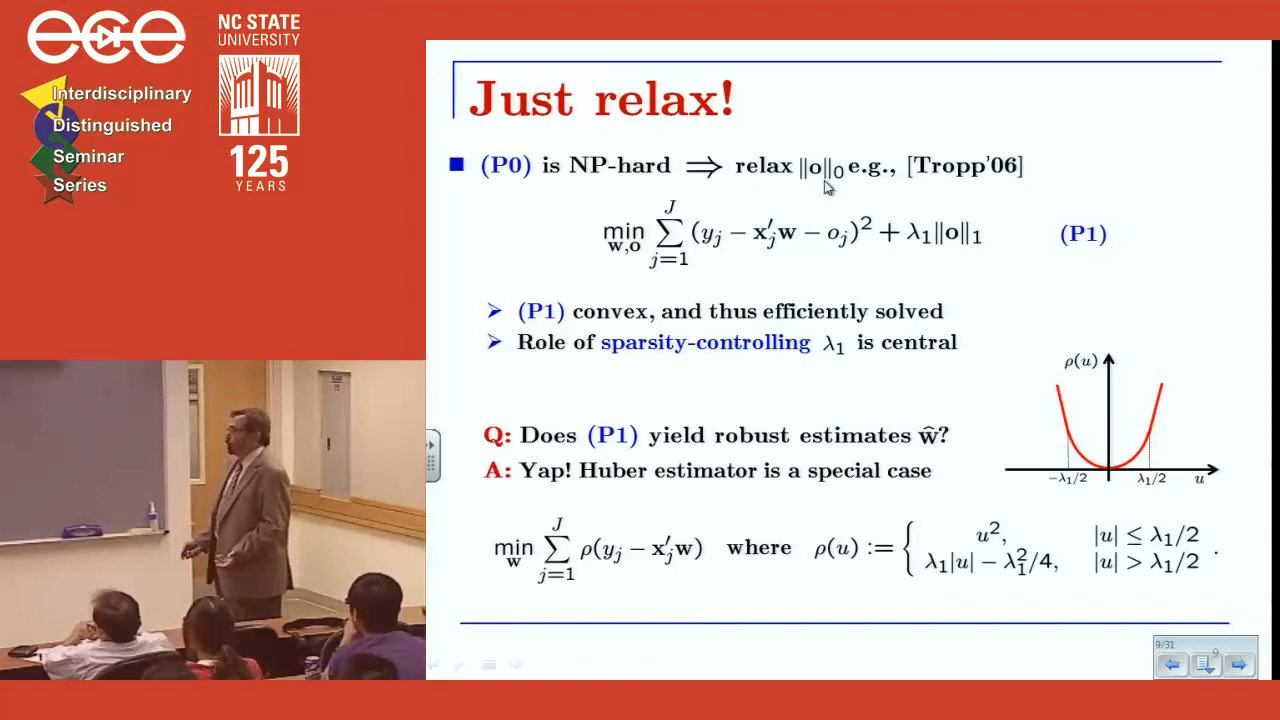 ece
NC STATE
UNIVERSITY
Interdisciplinary
Distinguished
Seminar
Series
125
YEARS
Just relax!
(P0) is NP-hard ⟹ relax ‖o‖₀ e.g., [Tropp'06]
min_{w,o} ∑_{j=1}^{J} (y_j − x′_j w − o_j)² + λ₁‖o‖₁ (P1)
➢ (P1) convex, and thus efficiently solved
➢ Role of sparsity-controlling λ₁ is central
ρ(u)
−λ₁/2 λ₁/2 u
Q: Does (P1) yield robust estimates ŵ?
A: Yap! Huber estimator is a special case
min_w ∑_{j=1}^{J} ρ(y_j − x′_j w) where ρ(u) := { u², |u| ≤ λ₁/2
λ₁|u| − λ₁²/4, |u| > λ₁/2 .
9/31
9